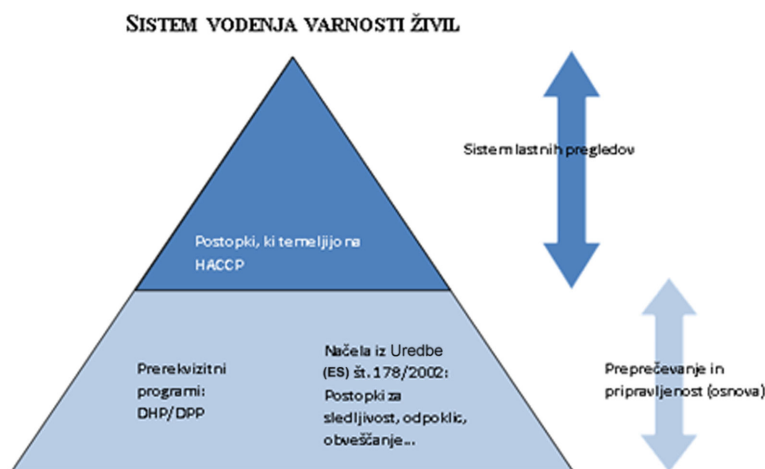 SISTEM VODENJA VARNOSTI ŽIVIL
Sistem lastnih pregledov
Postopki, ki temeljijo na
HACCP
Prerekvizitni
programi:
DHP/DPP
Načela iz Uredbe
(ES) št. 178/2002:
Postopki za
sledljivost, odpoklic,
obveščanje...
Preprečevanje in
pripravljenost (osnova)